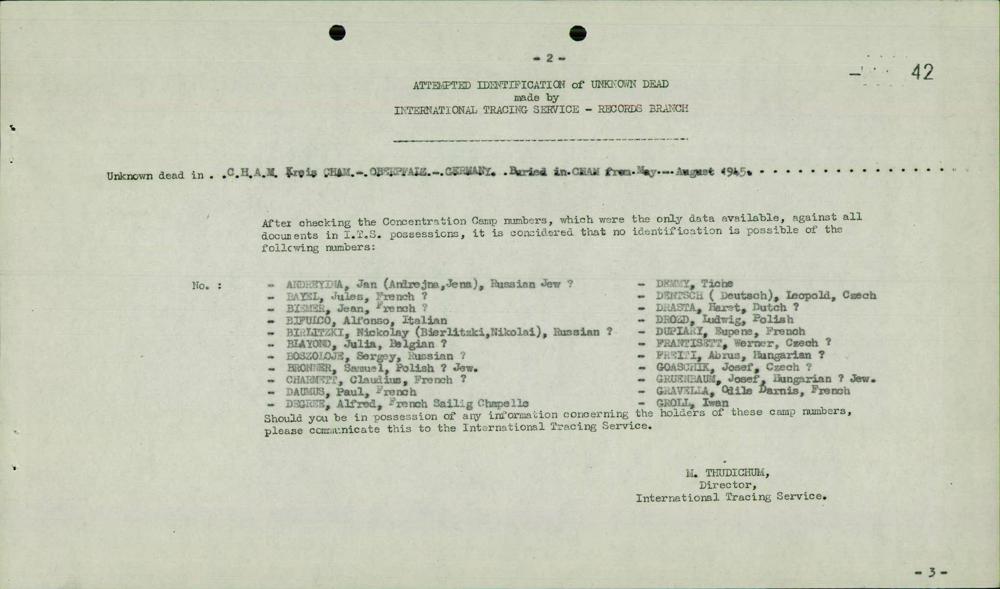 - 2 -
42
ATTEMPTED IDENTIFICATION of UNKNOWN DEAD
made by
INTERNATIONAL TRACING SERVICE - RECORDS BRANCH
Unknown dead in . .C.H.A.M. Kreis CHAM.-.OBERPFALZ.-.GERMANY. .Buried in.CHAM from.May.-.August 1945.
After checking the Concentration Camp numbers, which were the only data available, against all
documents in I.T.S. possessions, it is considered that no identification is possible of the
following numbers:
No. :
- ANDREYDNA, Jan (Andrejna,Jena), Russian Jew ?
- BAYEL, Jules, French ?
- BIEMER, Jean, French ?
- BIFULCO, Alfonso, Italian
- BIRLITZKI, Nickolay (Bierlitzki,Nikolai), Russian ?
- BLAYOND, Julia, Belgian ?
- BOSZOLOJE, Sergey, Russian ?
- BRONNER, Samuel, Polish ? Jew.
- CHARMETT, Claudius, French ?
- DAUMUS, Paul, French
- DEGREE, Alfred, French Sailig Chapelle
- DEMMY, Tiche
- DENTSCH ( Deutsch), Leopold, Czech
- DRASTA, Harst, Dutch ?
- DROZD, Ludwig, Polish
- DUPIARI, Eupene, French
- FRANTISETT, Werner, Czech ?
- FREITI, Abrus, Hungarian ?
- GOASCHIK, Josef, Czech ?
- GRUENBAUM, Josef, Hungarian ? Jew.
- GRAVELLA, Odile Darnis, French
- GROLL, Iwan
Should you be in possession of any information concerning the holders of these camp numbers,
please communicate this to the International Tracing Service.
M. THUDICHUM,
Director,
International Tracing Service.
- 3 -